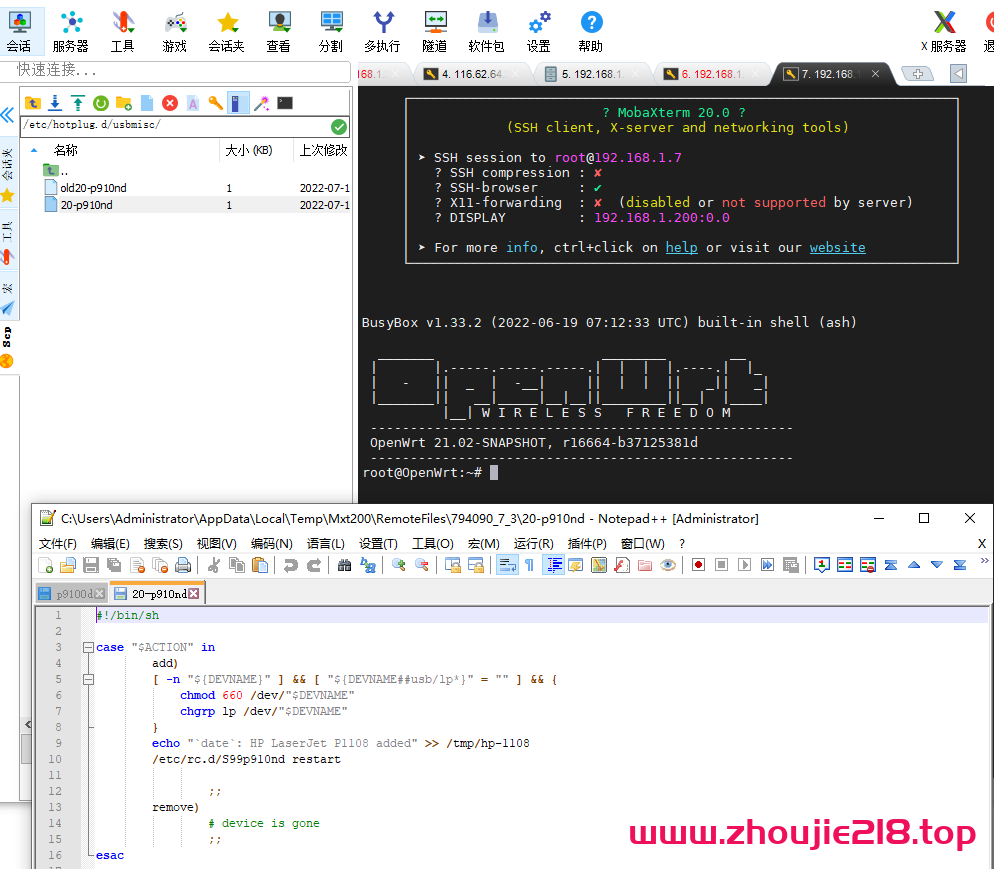 会话 服务器 工具 游戏 会话夹 查看 分割 多执行 隧道 软件包 设置 帮助 X 服务器
快速连接...
168.1. 4. 116.62.64 5. 192.168.1. 6. 192.168.1. 7. 192.168.
/etc/hotplug.d/usbmisc/
名称 大小 (KB) 上次修改
..
old20-p910nd 1 2022-07-1
20-p910nd 1 2022-07-1
会话夹
工具
宏
Scp
? MobaXterm 20.0 ?
(SSH client, X-server and networking tools)
➤ SSH session to root@192.168.1.7
? SSH compression : ✘
? SSH-browser : ✔
? X11-forwarding : ✘ (disabled or not supported by server)
? DISPLAY : 192.168.1.200:0.0
➤ For more info, ctrl+click on help or visit our website
BusyBox v1.33.2 (2022-06-19 07:12:33 UTC) built-in shell (ash)
OpenWrt
W I R E L E S S   F R E E D O M
-----------------------------------------------------
OpenWrt 21.02-SNAPSHOT, r16664-b37125381d
-----------------------------------------------------
root@OpenWrt:~#
C:\Users\Administrator\AppData\Local\Temp\Mxt200\RemoteFiles\794090_7_3\20-p910nd - Notepad++ [Administrator]
文件(F) 编辑(E) 搜索(S) 视图(V) 编码(N) 语言(L) 设置(T) 工具(O) 宏(M) 运行(R) 插件(P) 窗口(W) ? X
p9100d 20-p910nd
1 #!/bin/sh
2
3 case "$ACTION" in
4 add)
5 [ -n "${DEVNAME}" ] && [ "${DEVNAME##usb/lp*}" = "" ] && {
6 chmod 660 /dev/"$DEVNAME"
7 chgrp lp /dev/"$DEVNAME"
8 }
9 echo "`date`: HP LaserJet P1108 added" >> /tmp/hp-1108
10 /etc/rc.d/S99p910nd restart
11
12 ;;
13 remove)
14 # device is gone
15 ;;
16 esac
www.zhoujie218.top